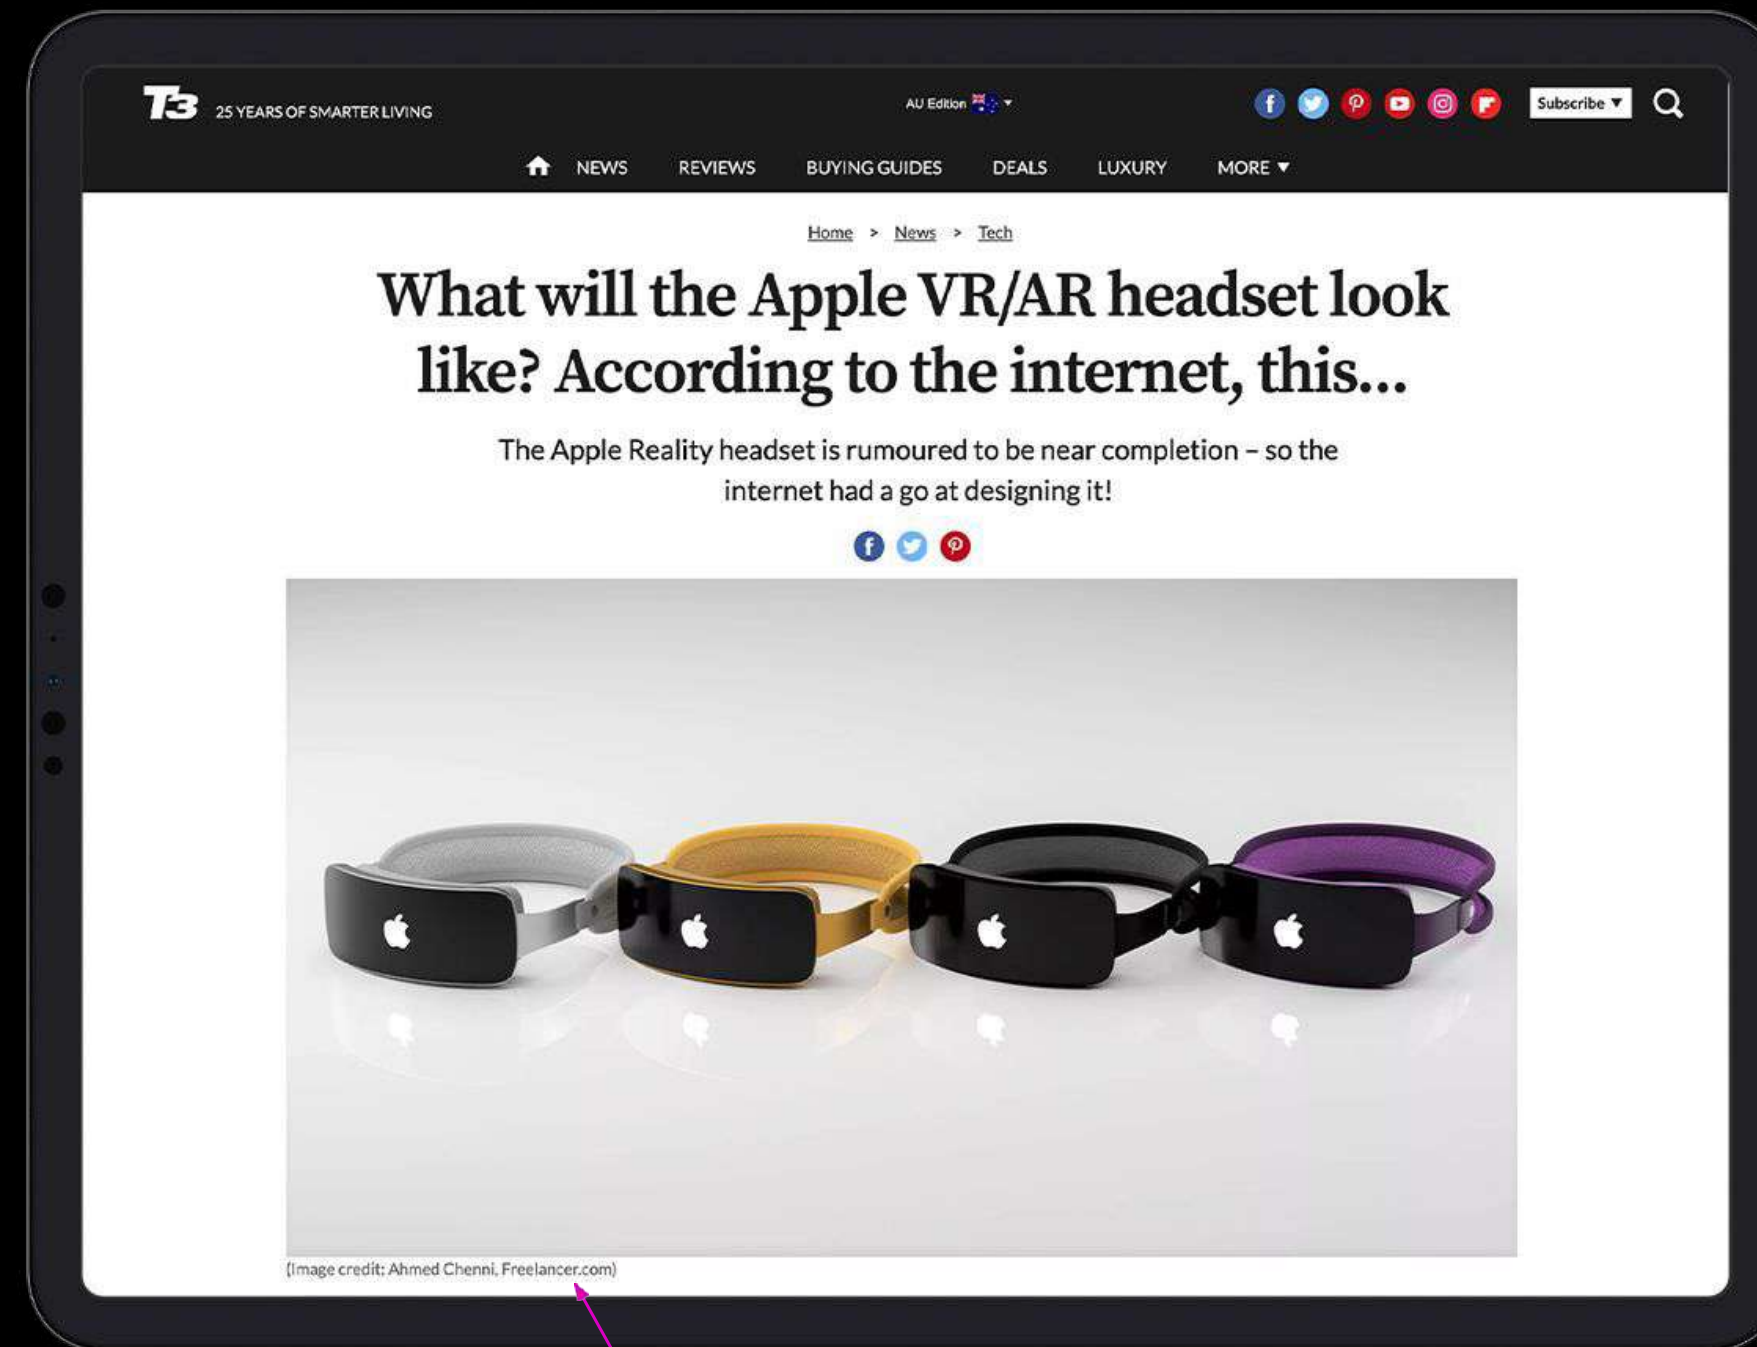 T3 25 YEARS OF SMARTER LIVING
AU Edition
Subscribe
NEWS REVIEWS BUYING GUIDES DEALS LUXURY MORE
Home > News > Tech
What will the Apple VR/AR headset look
like? According to the internet, this...
The Apple Reality headset is rumoured to be near completion – so the
internet had a go at designing it!
(Image credit: Ahmed Chenni, Freelancer.com)